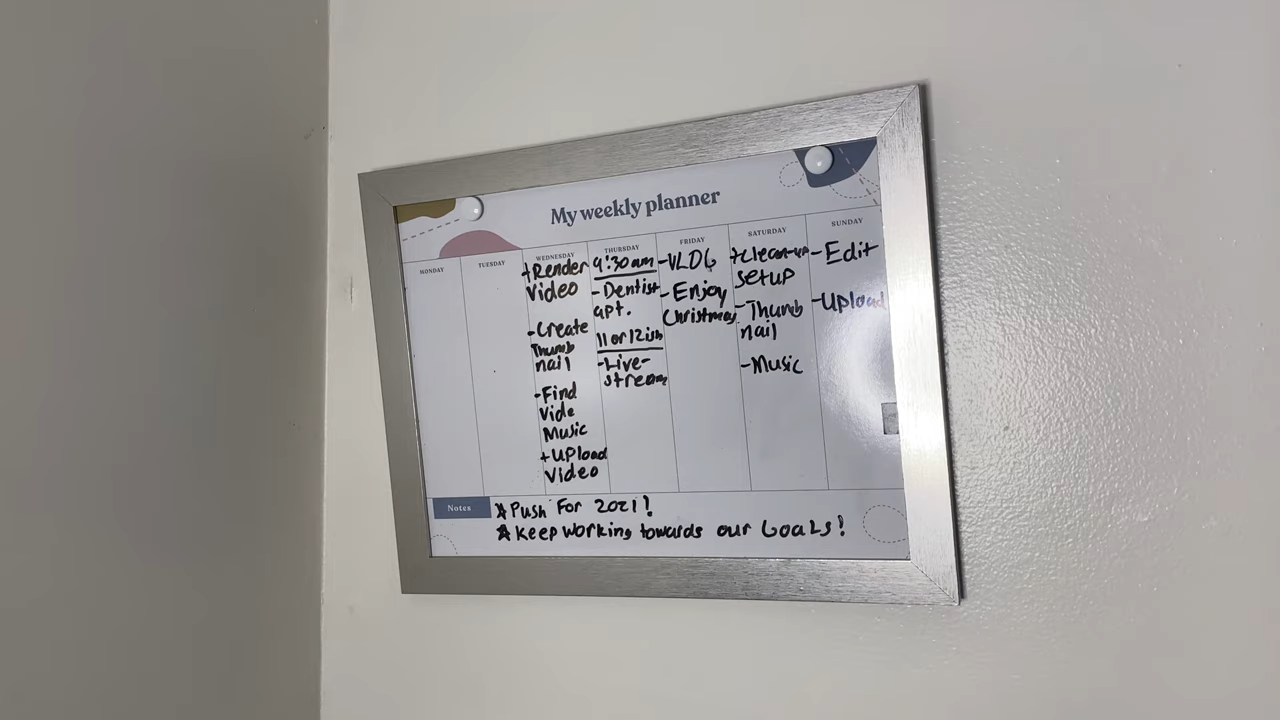 My weekly planner
MONDAY
TUESDAY
WEDNESDAY
+Render
Video
-Create
Thumb
nail
-Find
Vide
Music
+Upload
Video
THURSDAY
9:30am
-Dentist
apt.
11 or 12ish
-Live-
stream
FRIDAY
-VLOG
-Enjoy
Christmas
SATURDAY
+Clean-up
setup
-Thumb
nail
-Music
SUNDAY
-Edit
-Upload
Notes
*Push For 2021!
*Keep Working towards our Goals!